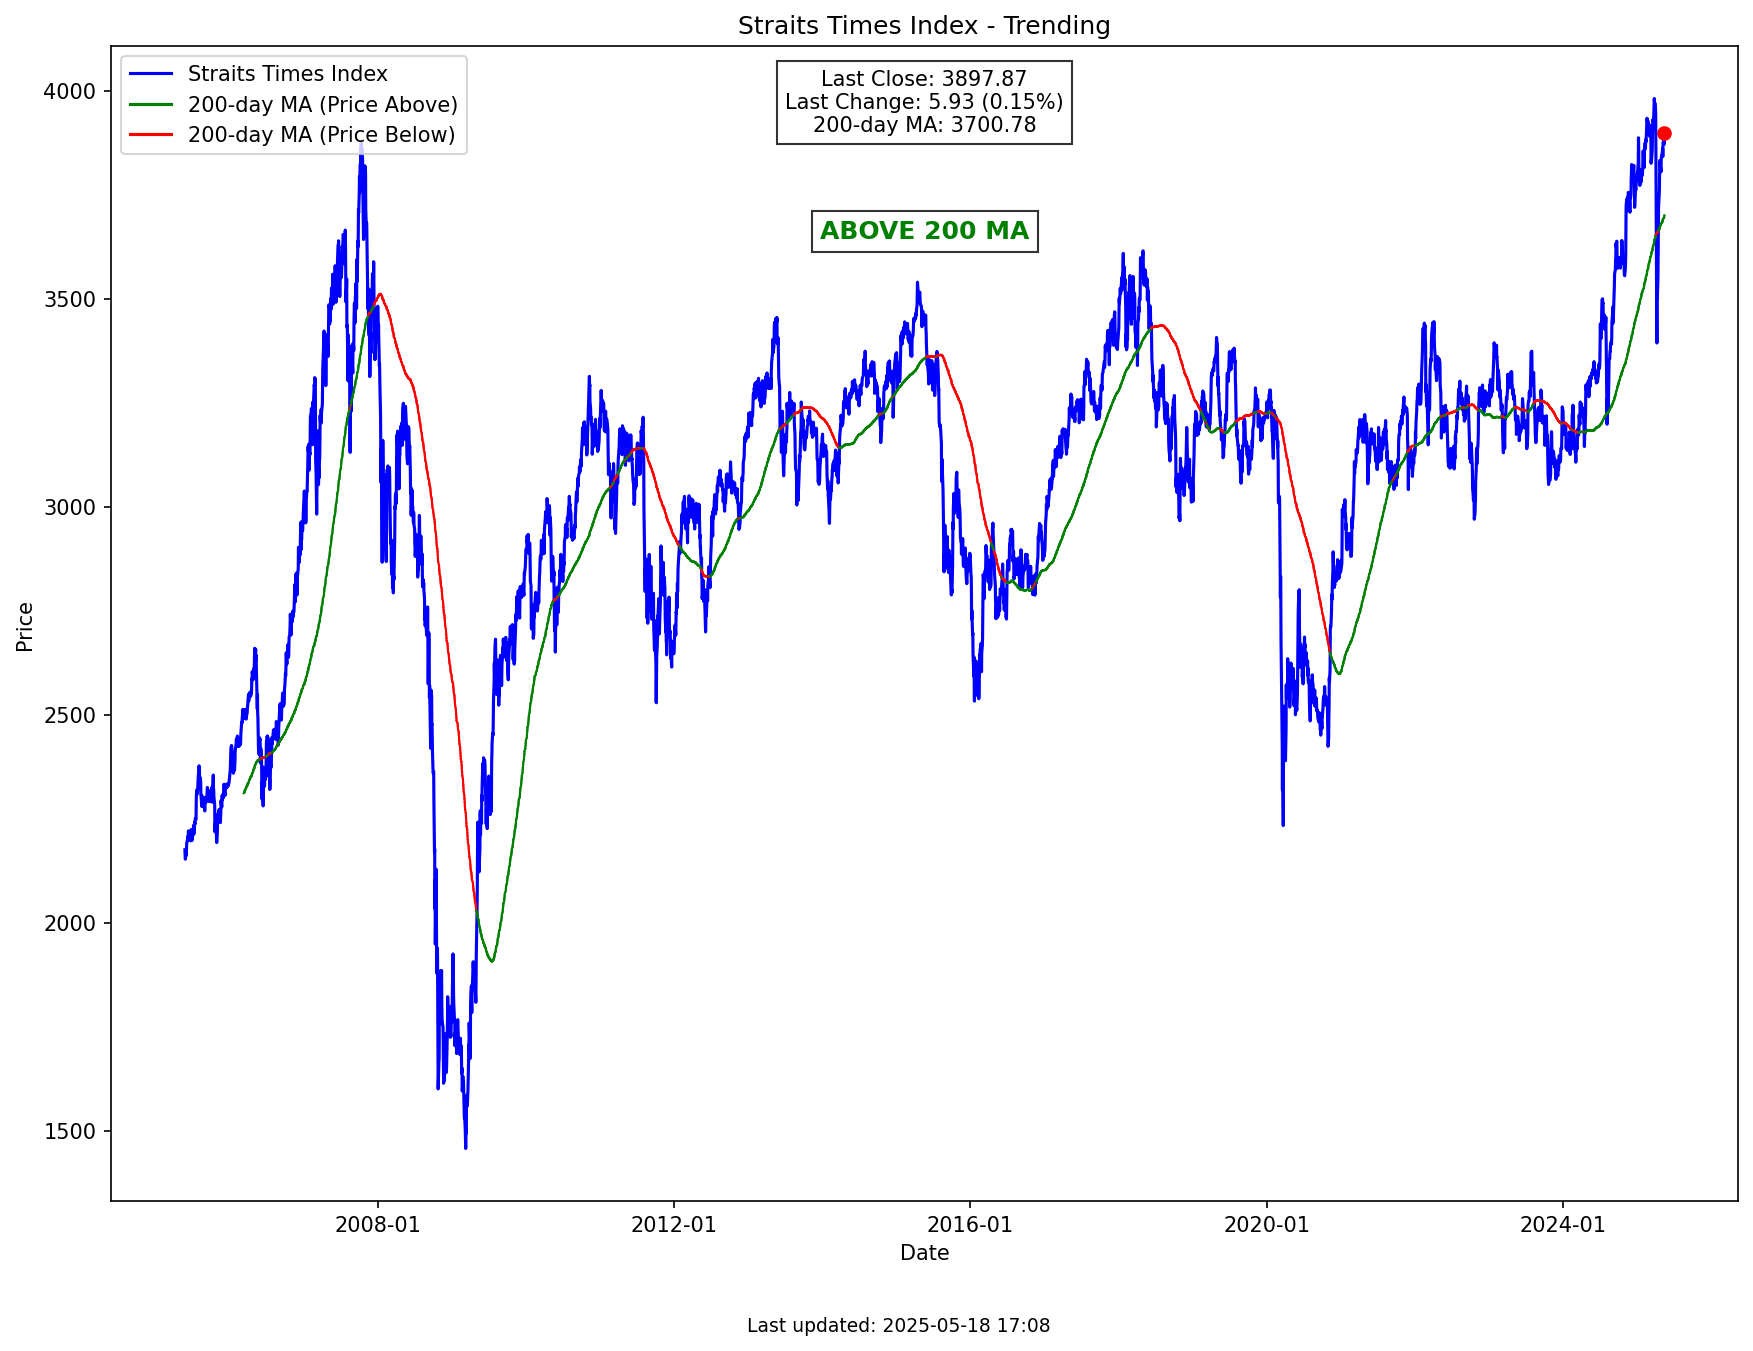 Straits Times Index - Trending
Straits Times Index
200-day MA (Price Above)
200-day MA (Price Below)
Last Close: 3897.87
Last Change: 5.93 (0.15%)
200-day MA: 3700.78
ABOVE 200 MA
Price
4000
3500
3000
2500
2000
1500
2008-01
2012-01
2016-01
2020-01
2024-01
Date
Last updated: 2025-05-18 17:08